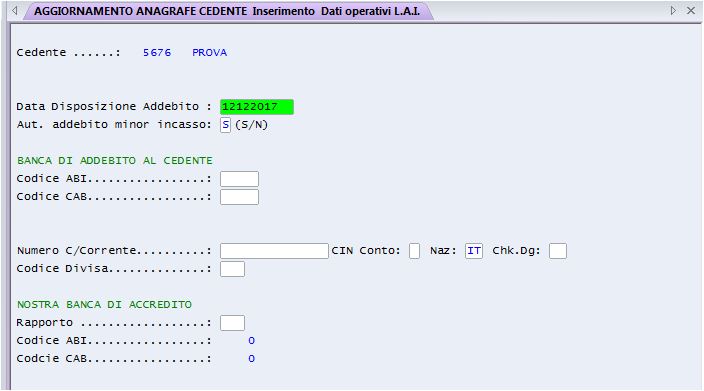 AGGIORNAMENTO ANAGRAFE CEDENTE Inserimento Dati operativi L.A.I.
Cedente ......: 5676 PROVA
Data Disposizione Addebito : 12122017
Aut. addebito minor incasso: S (S/N)
BANCA DI ADDEBITO AL CEDENTE
Codice ABI.................:
Codice CAB.................:
Numero C/Corrente..........: CIN Conto: Naz: IT Chk.Dg:
Codice Divisa..............:
NOSTRA BANCA DI ACCREDITO
Rapporto ..................:
Codice ABI.................: 0
Codcie CAB.................: 0